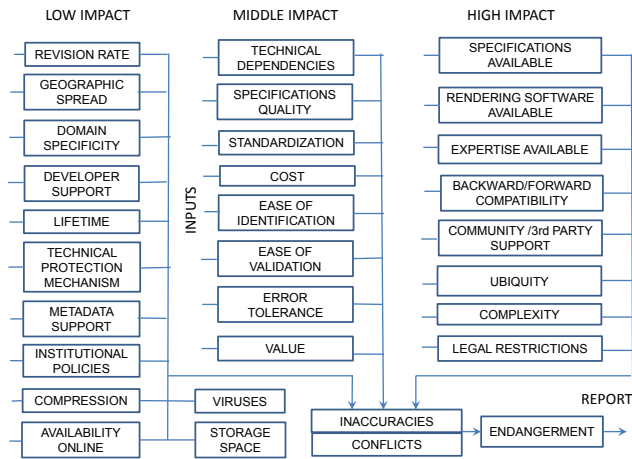 LOW IMPACT
MIDDLE IMPACT
HIGH IMPACT
REVISION RATE
GEOGRAPHIC
SPREAD
DOMAIN
SPECIFICITY
DEVELOPER
SUPPORT
LIFETIME
TECHNICAL
PROTECTION
MECHANISM
METADATA
SUPPORT
INSTITUTIONAL
POLICIES
COMPRESSION
AVAILABILITY
ONLINE
VIRUSES
STORAGE
SPACE
INPUTS
TECHNICAL
DEPENDENCIES
SPECIFICATIONS
QUALITY
STANDARDIZATION
COST
EASE OF
IDENTIFICATION
EASE OF
VALIDATION
ERROR
TOLERANCE
VALUE
SPECIFICATIONS
AVAILABLE
RENDERING SOFTWARE
AVAILABLE
EXPERTISE AVAILABLE
BACKWARD/FORWARD
COMPATIBILITY
COMMUNITY /3rd PARTY
SUPPORT
UBIQUITY
COMPLEXITY
LEGAL RESTRICTIONS
INACCURACIES
CONFLICTS
ENDANGERMENT
REPORT